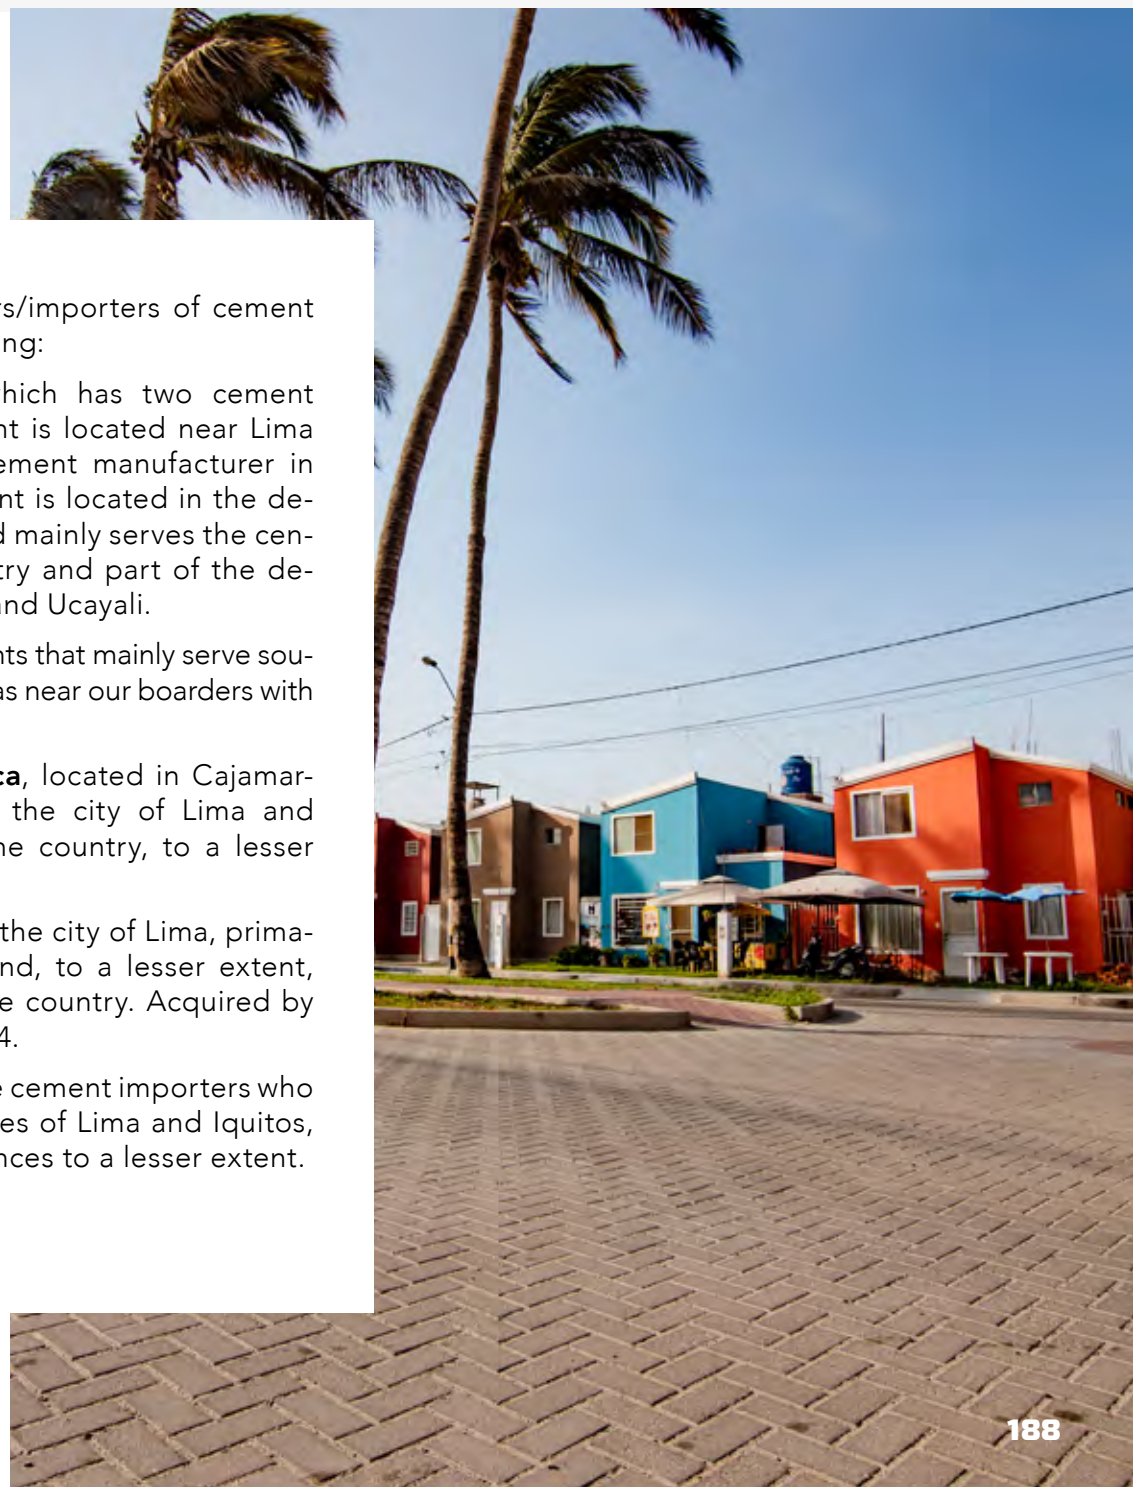 rs/importers of cement
ng:
hich has two cement
nt is located near Lima
ement manufacturer in
nt is located in the de-
d mainly serves the cen-
try and part of the de-
and Ucayali.
nts that mainly serve sou-
as near our boarders with
ca, located in Cajamar-
the city of Lima and
ne country, to a lesser
the city of Lima, prima-
nd, to a lesser extent,
e country. Acquired by
4.
e cement importers who
es of Lima and Iquitos,
nces to a lesser extent.
188